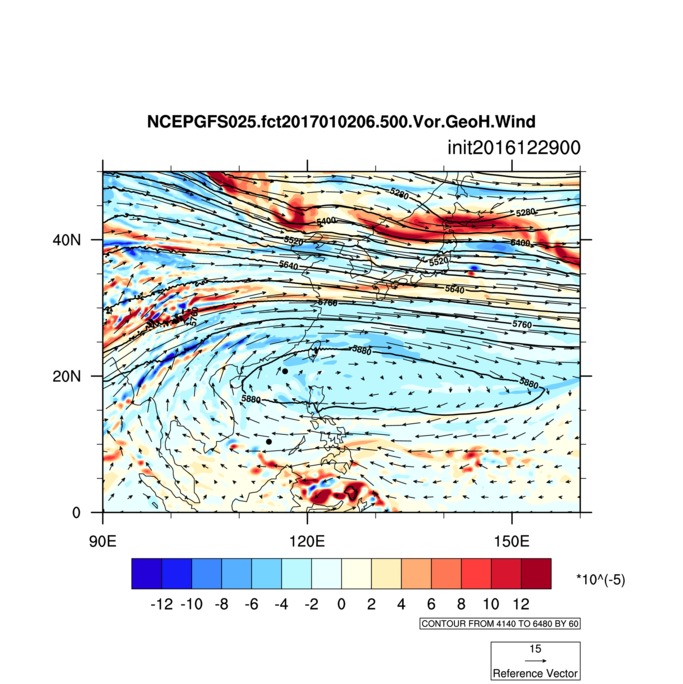 NCEPGFS025.fct2017010206.500.Vor.GeoH.Wind
init2016122900
5280
5280
5400
5400
5520
5520
5640
5640
40N
5760
5760
5760
5880
20N
5880
5880
0
90E 120E 150E
-12 -10 -8 -6 -4 -2 0 2 4 6 8 10 12
*10^(-5)
CONTOUR FROM 4140 TO 6480 BY 60
15
Reference Vector